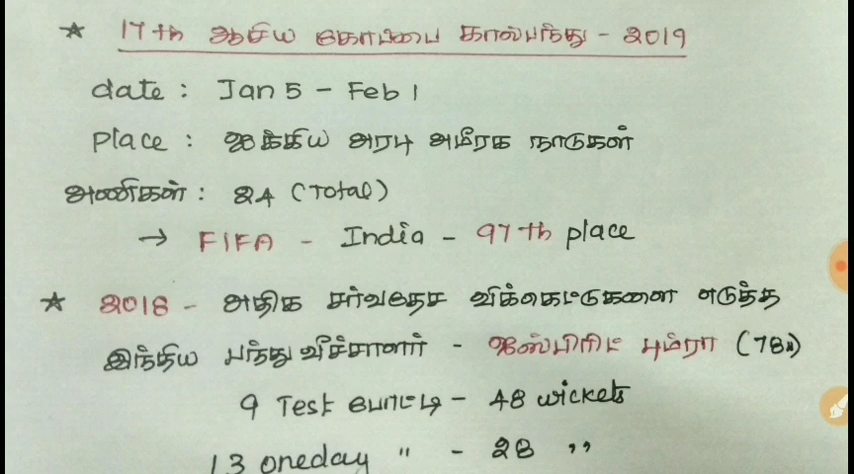 ★ 17th ஆசிய கோப்பை கால்பந்து - 2019
date : Jan 5 - Feb 1
Place : ஐக்கிய அரபு அமீரக நாடுகள்
அணிகள் : 24 (Total)
→ FIFA - India - 97th place
★ 2018 - அதிக சர்வதேச விக்கெட்டுகளை எடுத்த
இந்திய பந்து வீச்சாளர் - ஜஸ்பிரிட் பும்ரா (78)
9 Test போட்டி - 48 wickets
13 oneday " - 28 ,,